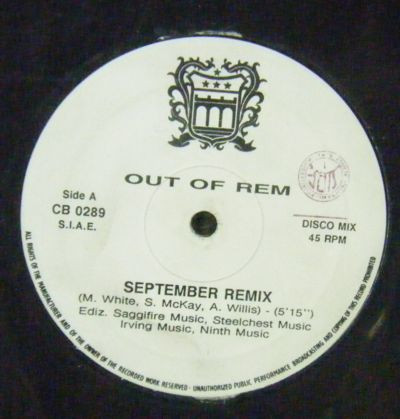 OUT OF REM
Side A
CB 0289
S.I.A.E.
DISCO MIX
45 RPM
SEPTEMBER REMIX
(M. White, S. McKay, A. Willis) - (5'15'')
Ediz. Saggifire Music, Steelchest Music
Irving Music, Ninth Music
ALL RIGHTS OF THE MANUFACTURER AND OF THE OWNER OF THE RECORDED WORK RESERVED - UNAUTHORIZED PUBLIC PERFORMANCE BROADCASTING AND COPYING OF THIS RECORD PROHIBITED